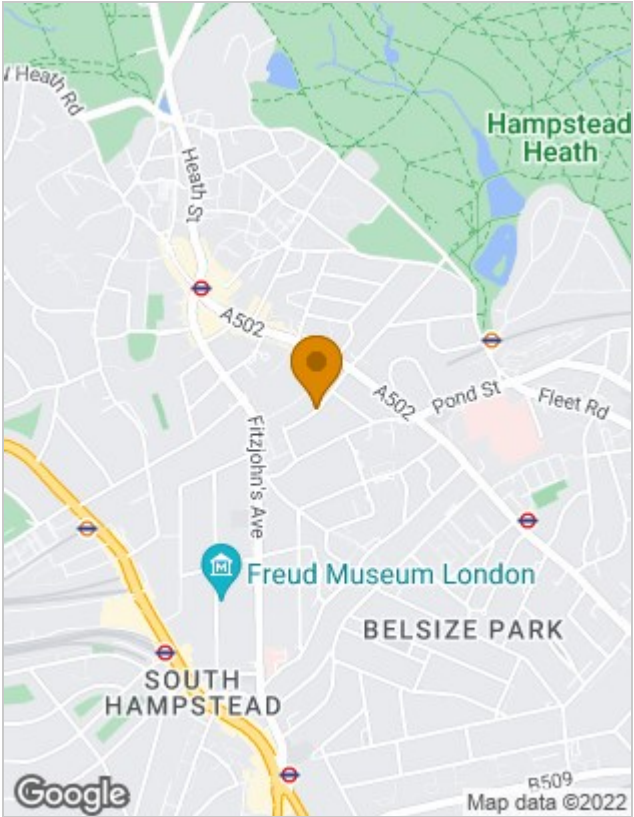 N Heath Rd
Hampstead
Heath
Heath St
A502
A502
Pond St
Fleet Rd
Fitzjohn's Ave
M
Freud Museum London
BELSIZE PARK
SOUTH
HAMPSTEAD
B509
Google
Map data ©2022